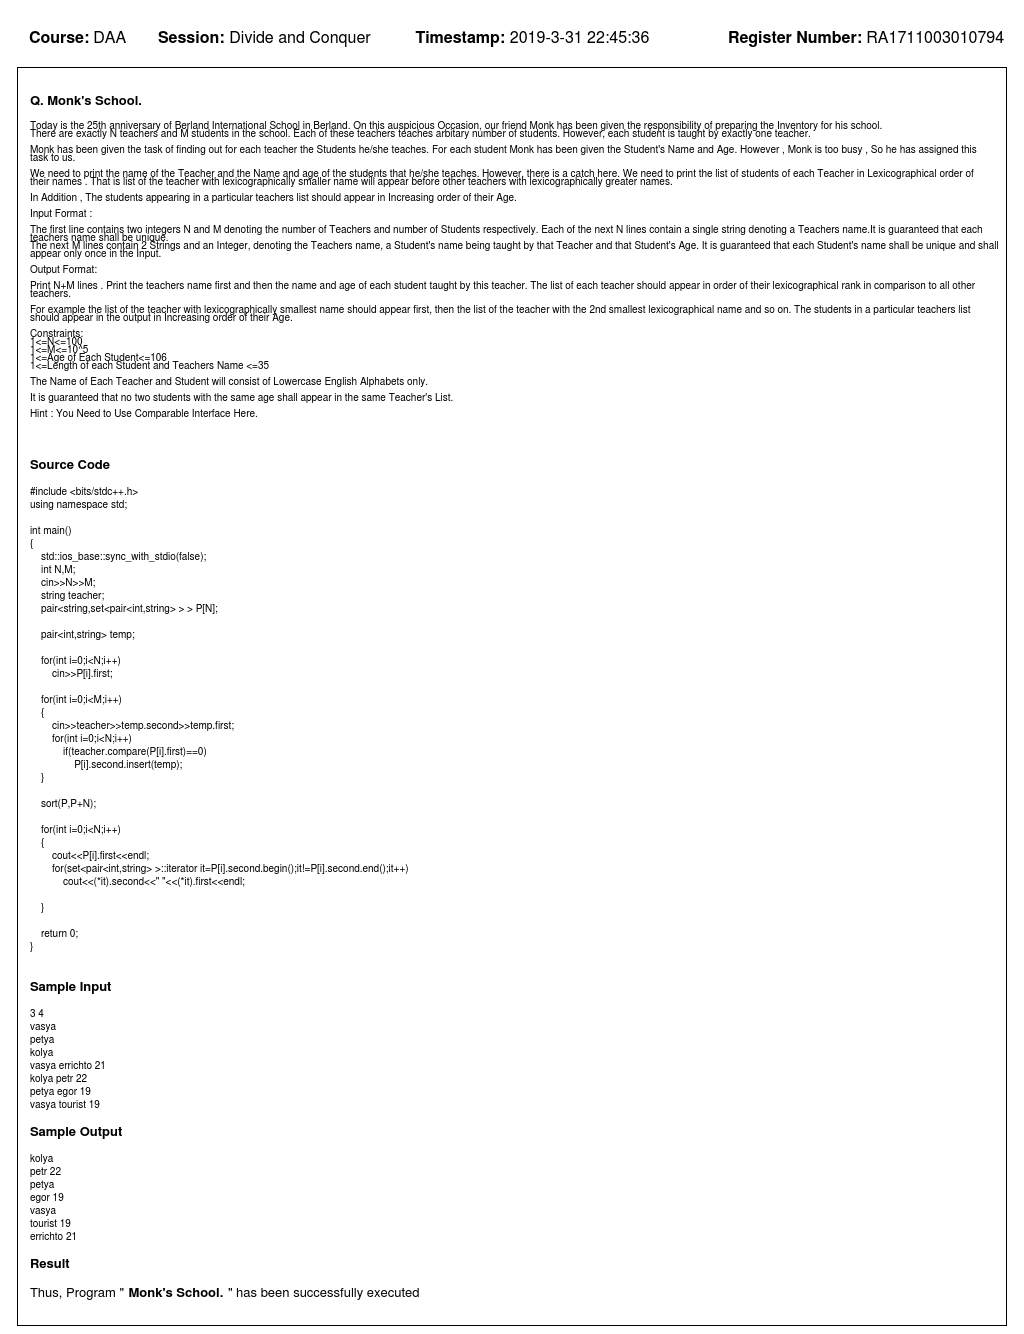 Course: DAA Session: Divide and Conquer Timestamp: 2019-3-31 22:45:36 Register Number: RA1711003010794
Q. Monk's School.
Today is the 25th anniversary of Berland International School in Berland. On this auspicious Occasion, our friend Monk has been given the responsibility of preparing the Inventory for his school.
There are exactly N teachers and M students in the school. Each of these teachers teaches arbitary number of students. However, each student is taught by exactly one teacher.
Monk has been given the task of finding out for each teacher the Students he/she teaches. For each student Monk has been given the Student's Name and Age. However , Monk is too busy , So he has assigned this
task to us.
We need to print the name of the Teacher and the Name and age of the students that he/she teaches. However, there is a catch here. We need to print the list of students of each Teacher in Lexicographical order of
their names . That is list of the teacher with lexicographically smaller name will appear before other teachers with lexicographically greater names.
In Addition , The students appearing in a particular teachers list should appear in Increasing order of their Age.
Input Format :
The first line contains two integers N and M denoting the number of Teachers and number of Students respectively. Each of the next N lines contain a single string denoting a Teachers name.It is guaranteed that each
teachers name shall be unique.
The next M lines contain 2 Strings and an Integer, denoting the Teachers name, a Student's name being taught by that Teacher and that Student's Age. It is guaranteed that each Student's name shall be unique and shall
appear only once in the Input.
Output Format:
Print N+M lines . Print the teachers name first and then the name and age of each student taught by this teacher. The list of each teacher should appear in order of their lexicographical rank in comparison to all other
teachers.
For example the list of the teacher with lexicographically smallest name should appear first, then the list of the teacher with the 2nd smallest lexicographical name and so on. The students in a particular teachers list
should appear in the output in Increasing order of their Age.
Constraints:
1<=N<=100
1<=M<=10^5
1<=Age of Each Student<=106
1<=Length of each Student and Teachers Name <=35
The Name of Each Teacher and Student will consist of Lowercase English Alphabets only.
It is guaranteed that no two students with the same age shall appear in the same Teacher's List.
Hint : You Need to Use Comparable Interface Here.
Source Code
#include <bits/stdc++.h>
using namespace std;
int main()
{
std::ios_base::sync_with_stdio(false);
int N,M;
cin>>N>>M;
string teacher;
pair<string,set<pair<int,string> > > P[N];
pair<int,string> temp;
for(int i=0;i<N;i++)
cin>>P[i].first;
for(int i=0;i<M;i++)
{
cin>>teacher>>temp.second>>temp.first;
for(int i=0;i<N;i++)
if(teacher.compare(P[i].first)==0)
P[i].second.insert(temp);
}
sort(P,P+N);
for(int i=0;i<N;i++)
{
cout<<P[i].first<<endl;
for(set<pair<int,string> >::iterator it=P[i].second.begin();it!=P[i].second.end();it++)
cout<<(*it).second<<" "<<(*it).first<<endl;
}
return 0;
}
Sample Input
3 4
vasya
petya
kolya
vasya errichto 21
kolya petr 22
petya egor 19
vasya tourist 19
Sample Output
kolya
petr 22
petya
egor 19
vasya
tourist 19
errichto 21
Result
Thus, Program " Monk's School. " has been successfully executed